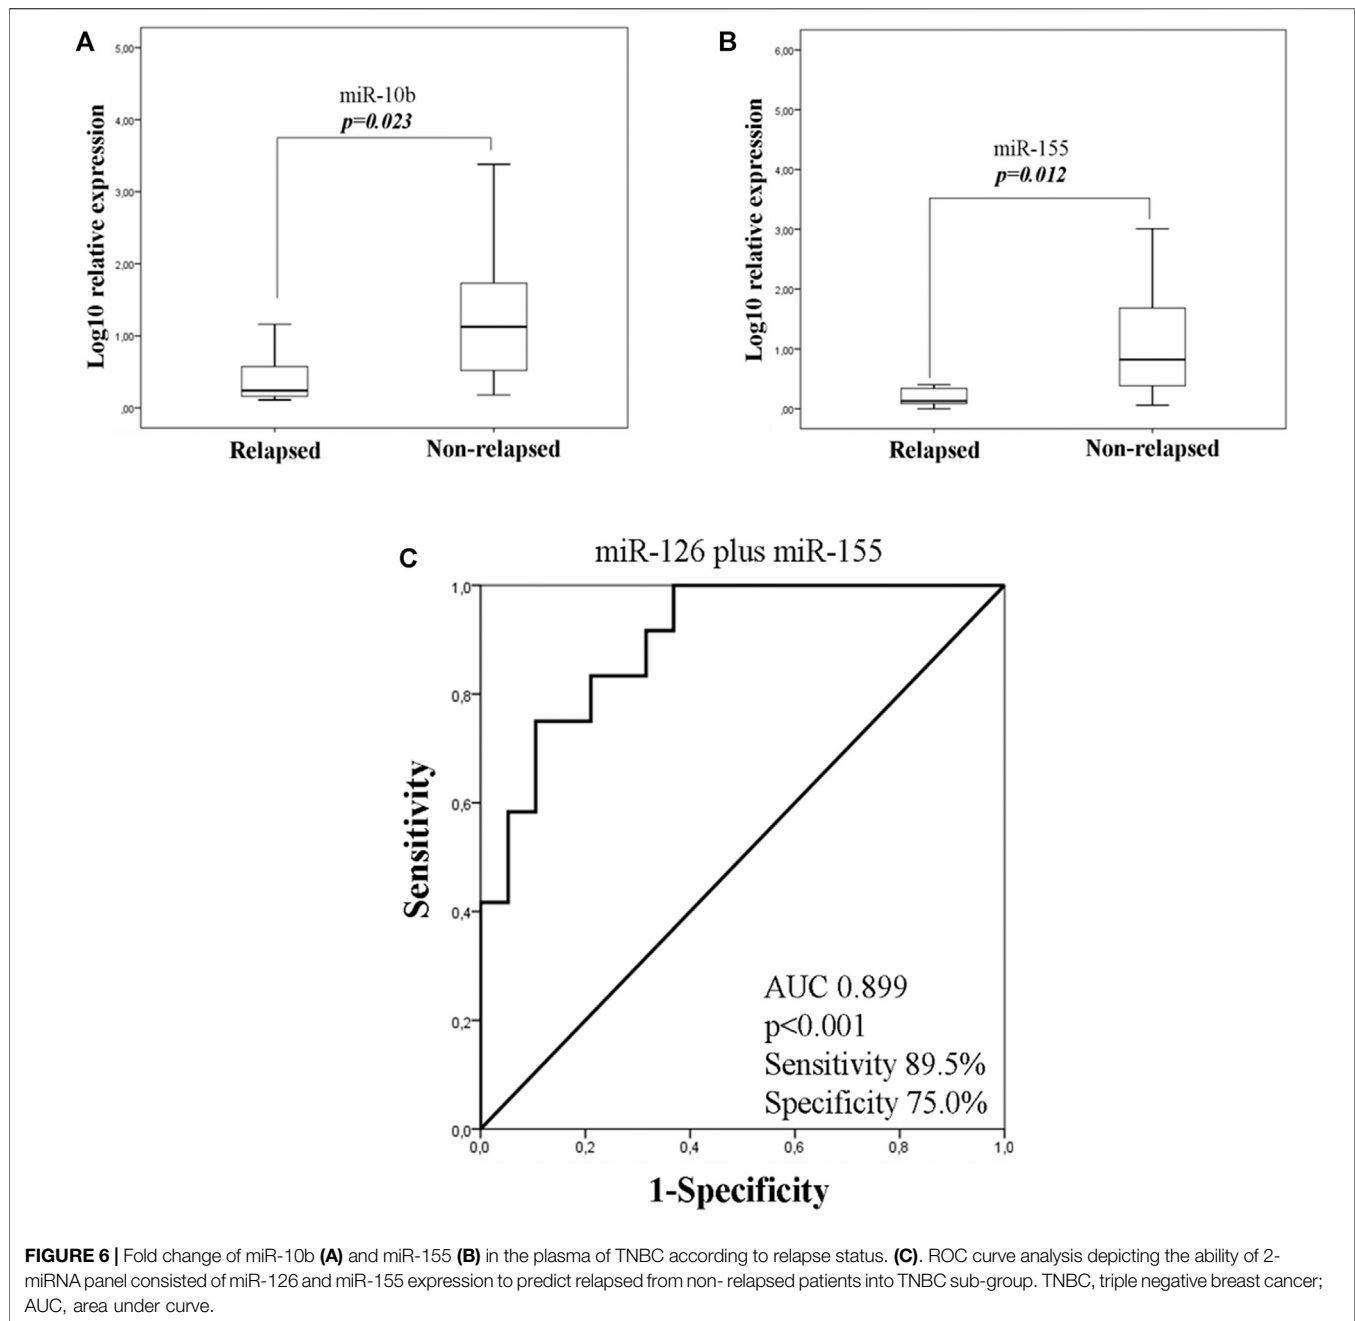 A
5,00
4,00
3,00
2,00
1,00
,00
Log10 relative expression
miR-10b
p=0.023
Relapsed
Non-relapsed
B
6,00
5,00
4,00
3,00
2,00
1,00
,00
Log10 relative expression
miR-155
p=0.012
Relapsed
Non-relapsed
C
miR-126 plus miR-155
1,0
0,8
0,6
0,4
0,2
0,0
Sensitivity
AUC 0.899
p<0.001
Sensitivity 89.5%
Specificity 75.0%
0,0
0,2
0,4
0,6
0,8
1,0
1-Specificity
FIGURE 6 | Fold change of miR-10b (A) and miR-155 (B) in the plasma of TNBC according to relapse status. (C). ROC curve analysis depicting the ability of 2-
miRNA panel consisted of miR-126 and miR-155 expression to predict relapsed from non- relapsed patients into TNBC sub-group. TNBC, triple negative breast cancer;
AUC, area under curve.